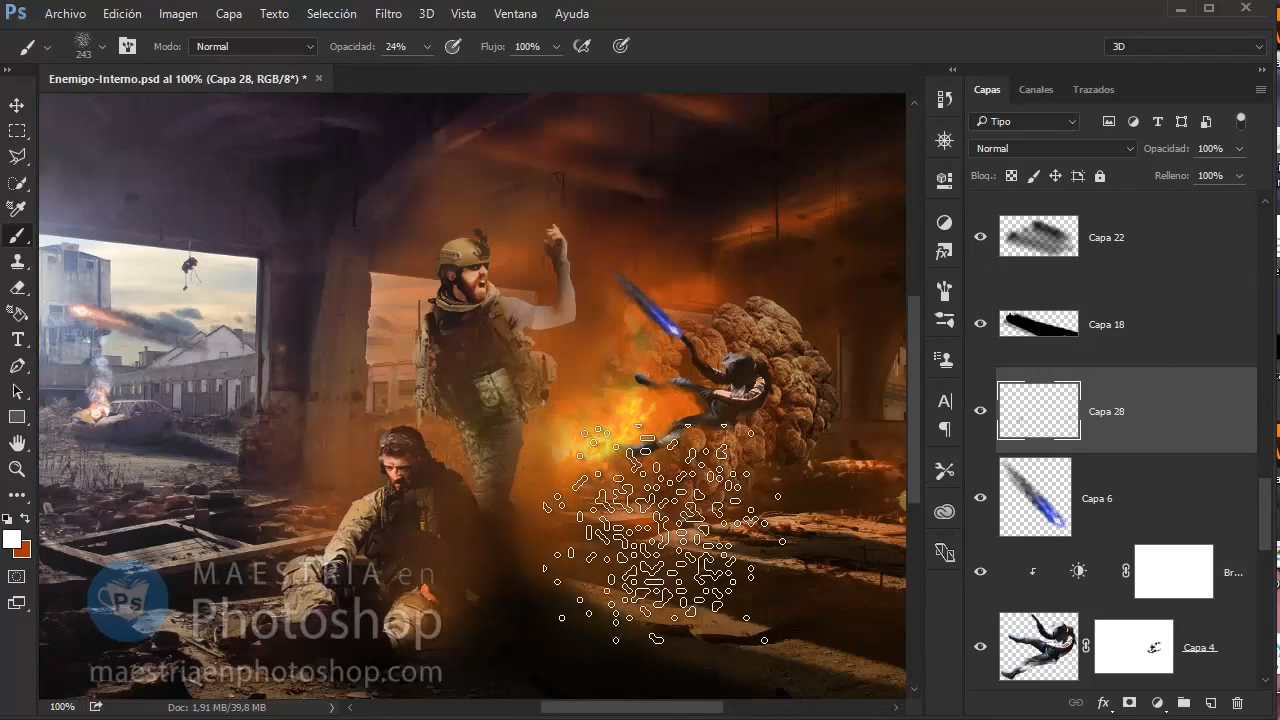 Ps Archivo Edición Imagen Capa Texto Selección Filtro 3D Vista Ventana Ayuda
243 Modo: Normal Opacidad: 24% Flujo: 100% 3D
Enemigo-Interno.psd al 100% (Capa 28, RGB/8*) * ×
Capas Canales Trazados
Tipo
Normal Opacidad: 100%
Bloq.: Relleno: 100%
Capa 22
Capa 18
Capa 28
Capa 6
Br...
Capa 4
Ps
MAESTRIA en
Photoshop
maestriaenphotoshop.com
100% Doc: 1,91 MB/39,8 MB